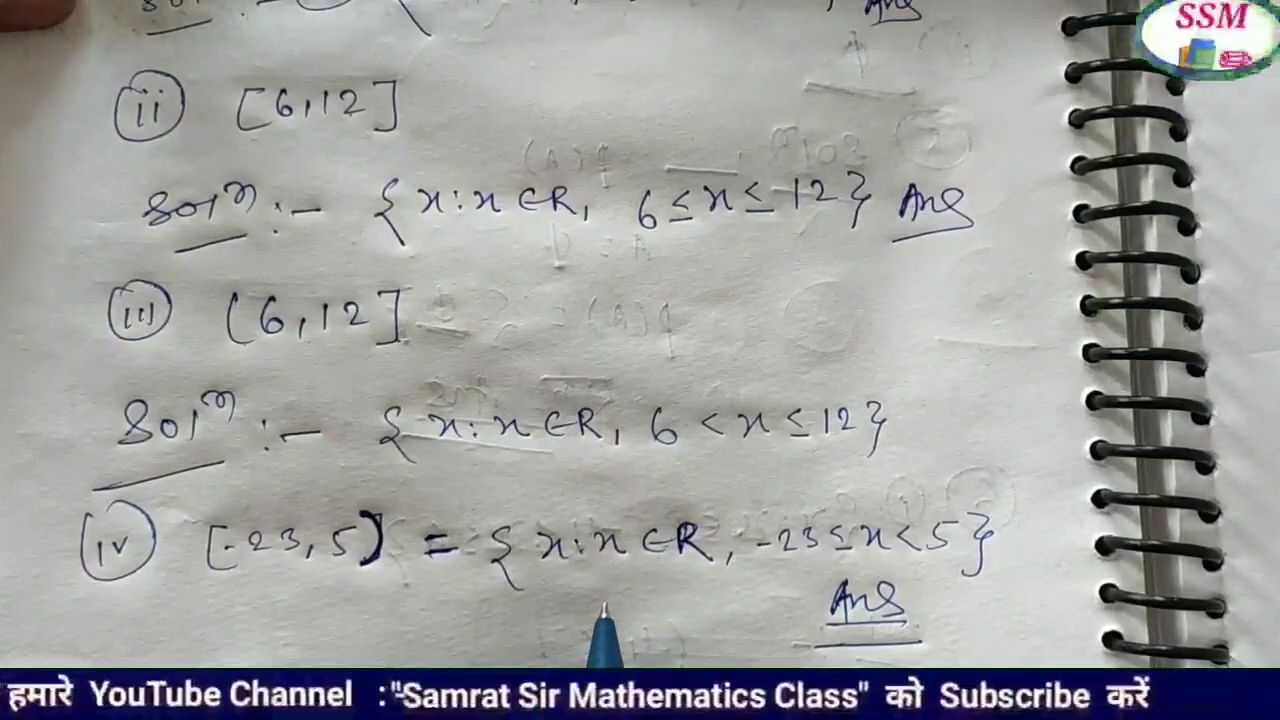 Ans
SSM
(ii) [6,12]
Solⁿ :- {x:x∈R, 6≤x≤12} Ans
(iii) (6,12]
Solⁿ :- {x:x∈R, 6<x≤12}
(iv) [-23,5) = {x:x∈R, -23≤x<5}
Ans
हमारे YouTube Channel :"Samrat Sir Mathematics Class" को Subscribe करें